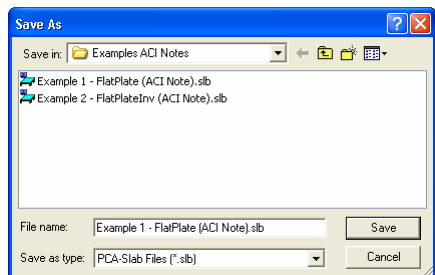 Save As
Save in: Examples ACI Notes
Example 1 - FlatPlate (ACI Note).slb
Example 2 - FlatPlateInv (ACI Note).slb
File name: Example 1 - FlatPlate (ACI Note).slb Save
Save as type: PCA-Slab Files (*.slb) Cancel